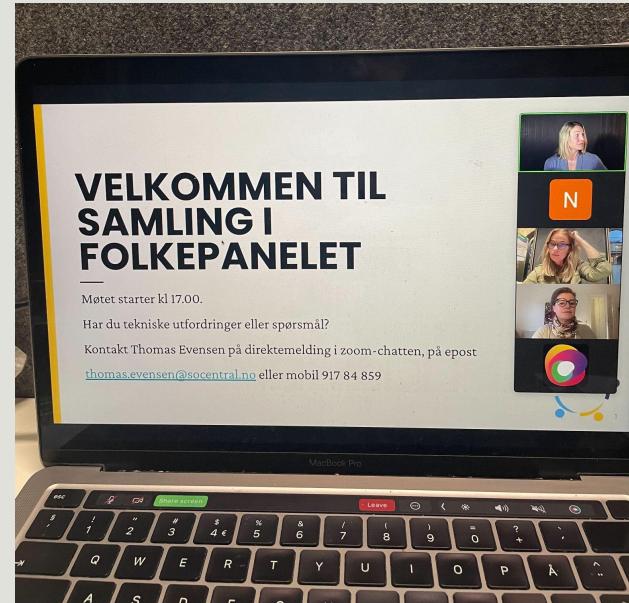 VELKOMMEN TIL
SAMLING I
FOLKEPANELET
Møtet starter kl 17.00.
Har du tekniske utfordringer eller spørsmål?
Kontakt Thomas Evensen på direktemelding i zoom-chatten, på epost
thomas.evensen@socentral.no eller mobil 917 84 859
N
1
MacBook Pro
esc
Share screen
Leave
§ ! 1 " 2 # 3 $ 4 € % 5 & 6 / 7 ( 8 ) 9 = 0 ? +
Q W E R T Y U I O P Å
A S D